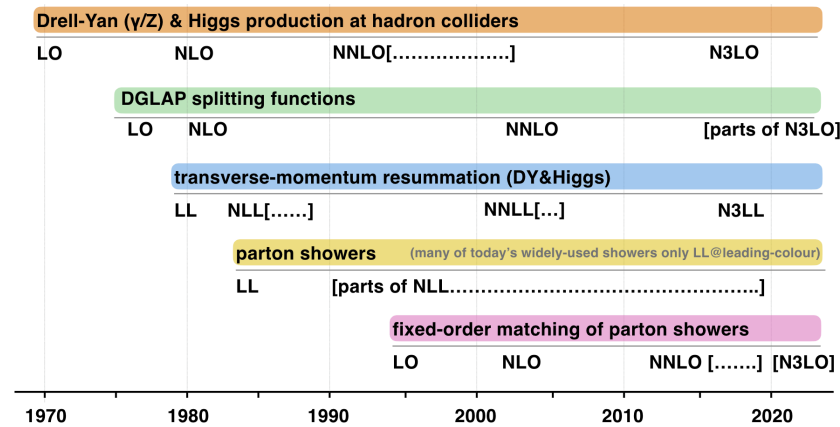 Drell-Yan (γ/Z) & Higgs production at hadron colliders
LO NLO NNLO[………………..] N3LO
DGLAP splitting functions
LO NLO NNLO [parts of N3LO]
transverse-momentum resummation (DY&Higgs)
LL NLL[……] NNLL[…] N3LL
parton showers (many of today's widely-used showers only LL@leading-colour)
LL [parts of NLL…………………………………………..]
fixed-order matching of parton showers
LO NLO NNLO […….] [N3LO]
1970 1980 1990 2000 2010 2020